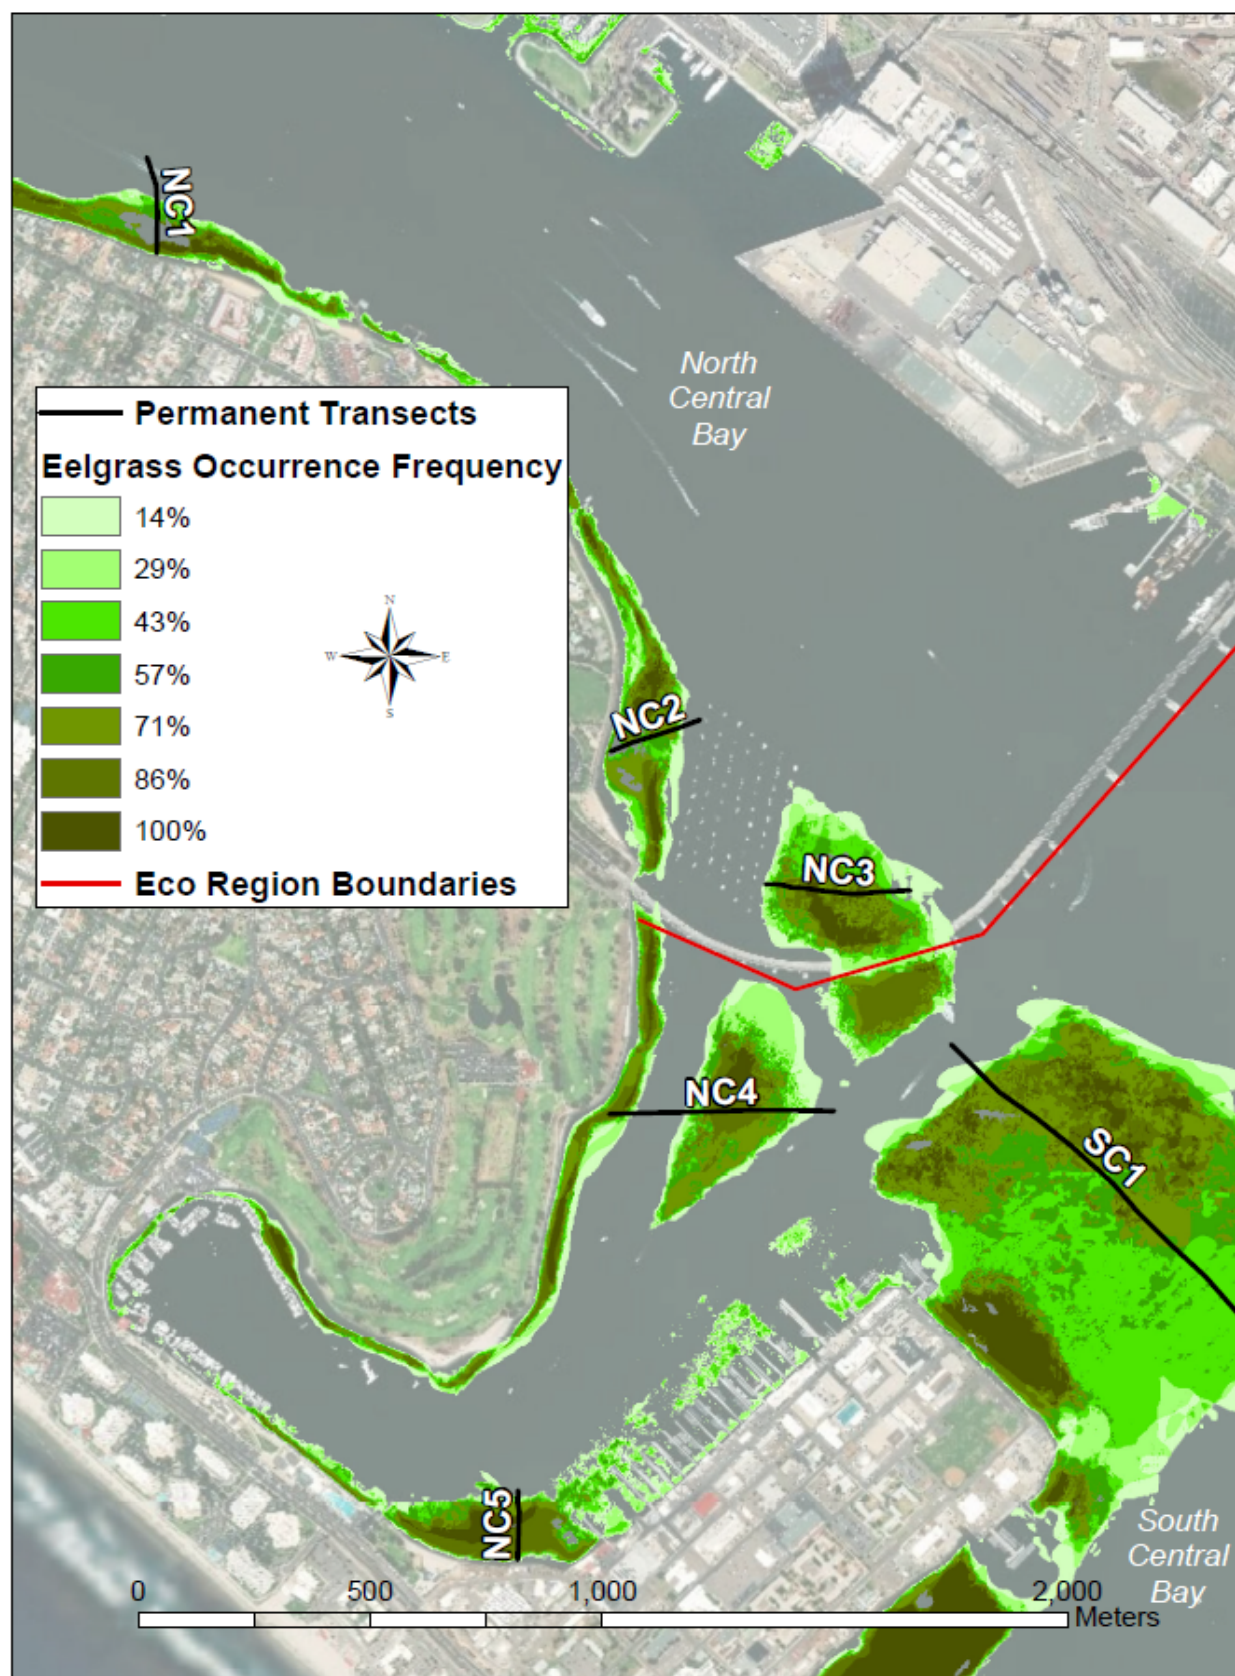 NC1
North
Central
Bay
Permanent Transects
Eelgrass Occurrence Frequency
14%
29%
43%
57%
71%
86%
100%
N
W E
S
Eco Region Boundaries
NC2
NC3
NC4
SC1
NC5
South
Central
Bay
0 500 1,000 2,000
Meters